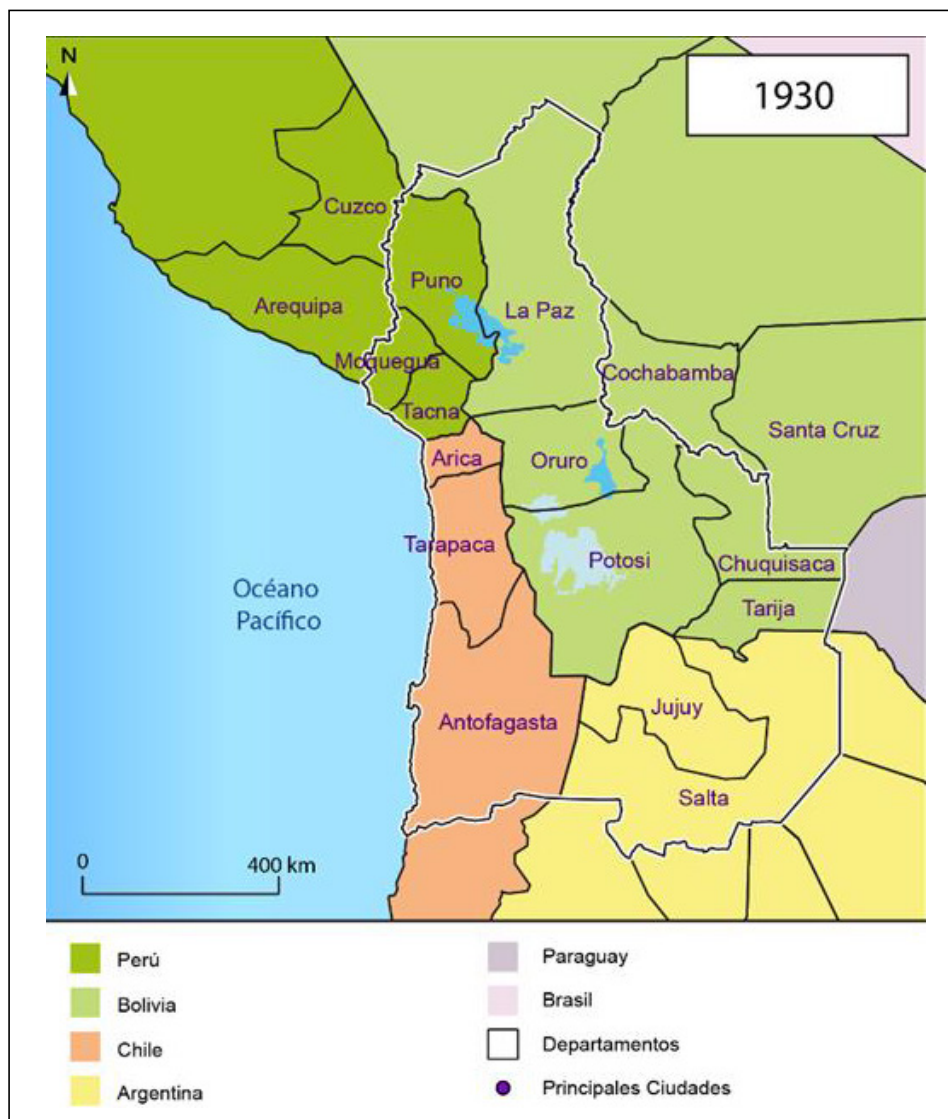 N
1930
Cuzco
Puno
Arequipa
La Paz
Moquegua
Cochabamba
Tacna
Santa Cruz
Arica
Oruro
Tarapaca
Potosi
Chuquisaca
Océano
Pacífico
Tarija
Jujuy
Antofagasta
Salta
0 400 km
Perú
Bolivia
Chile
Argentina
Paraguay
Brasil
Departamentos
Principales Ciudades